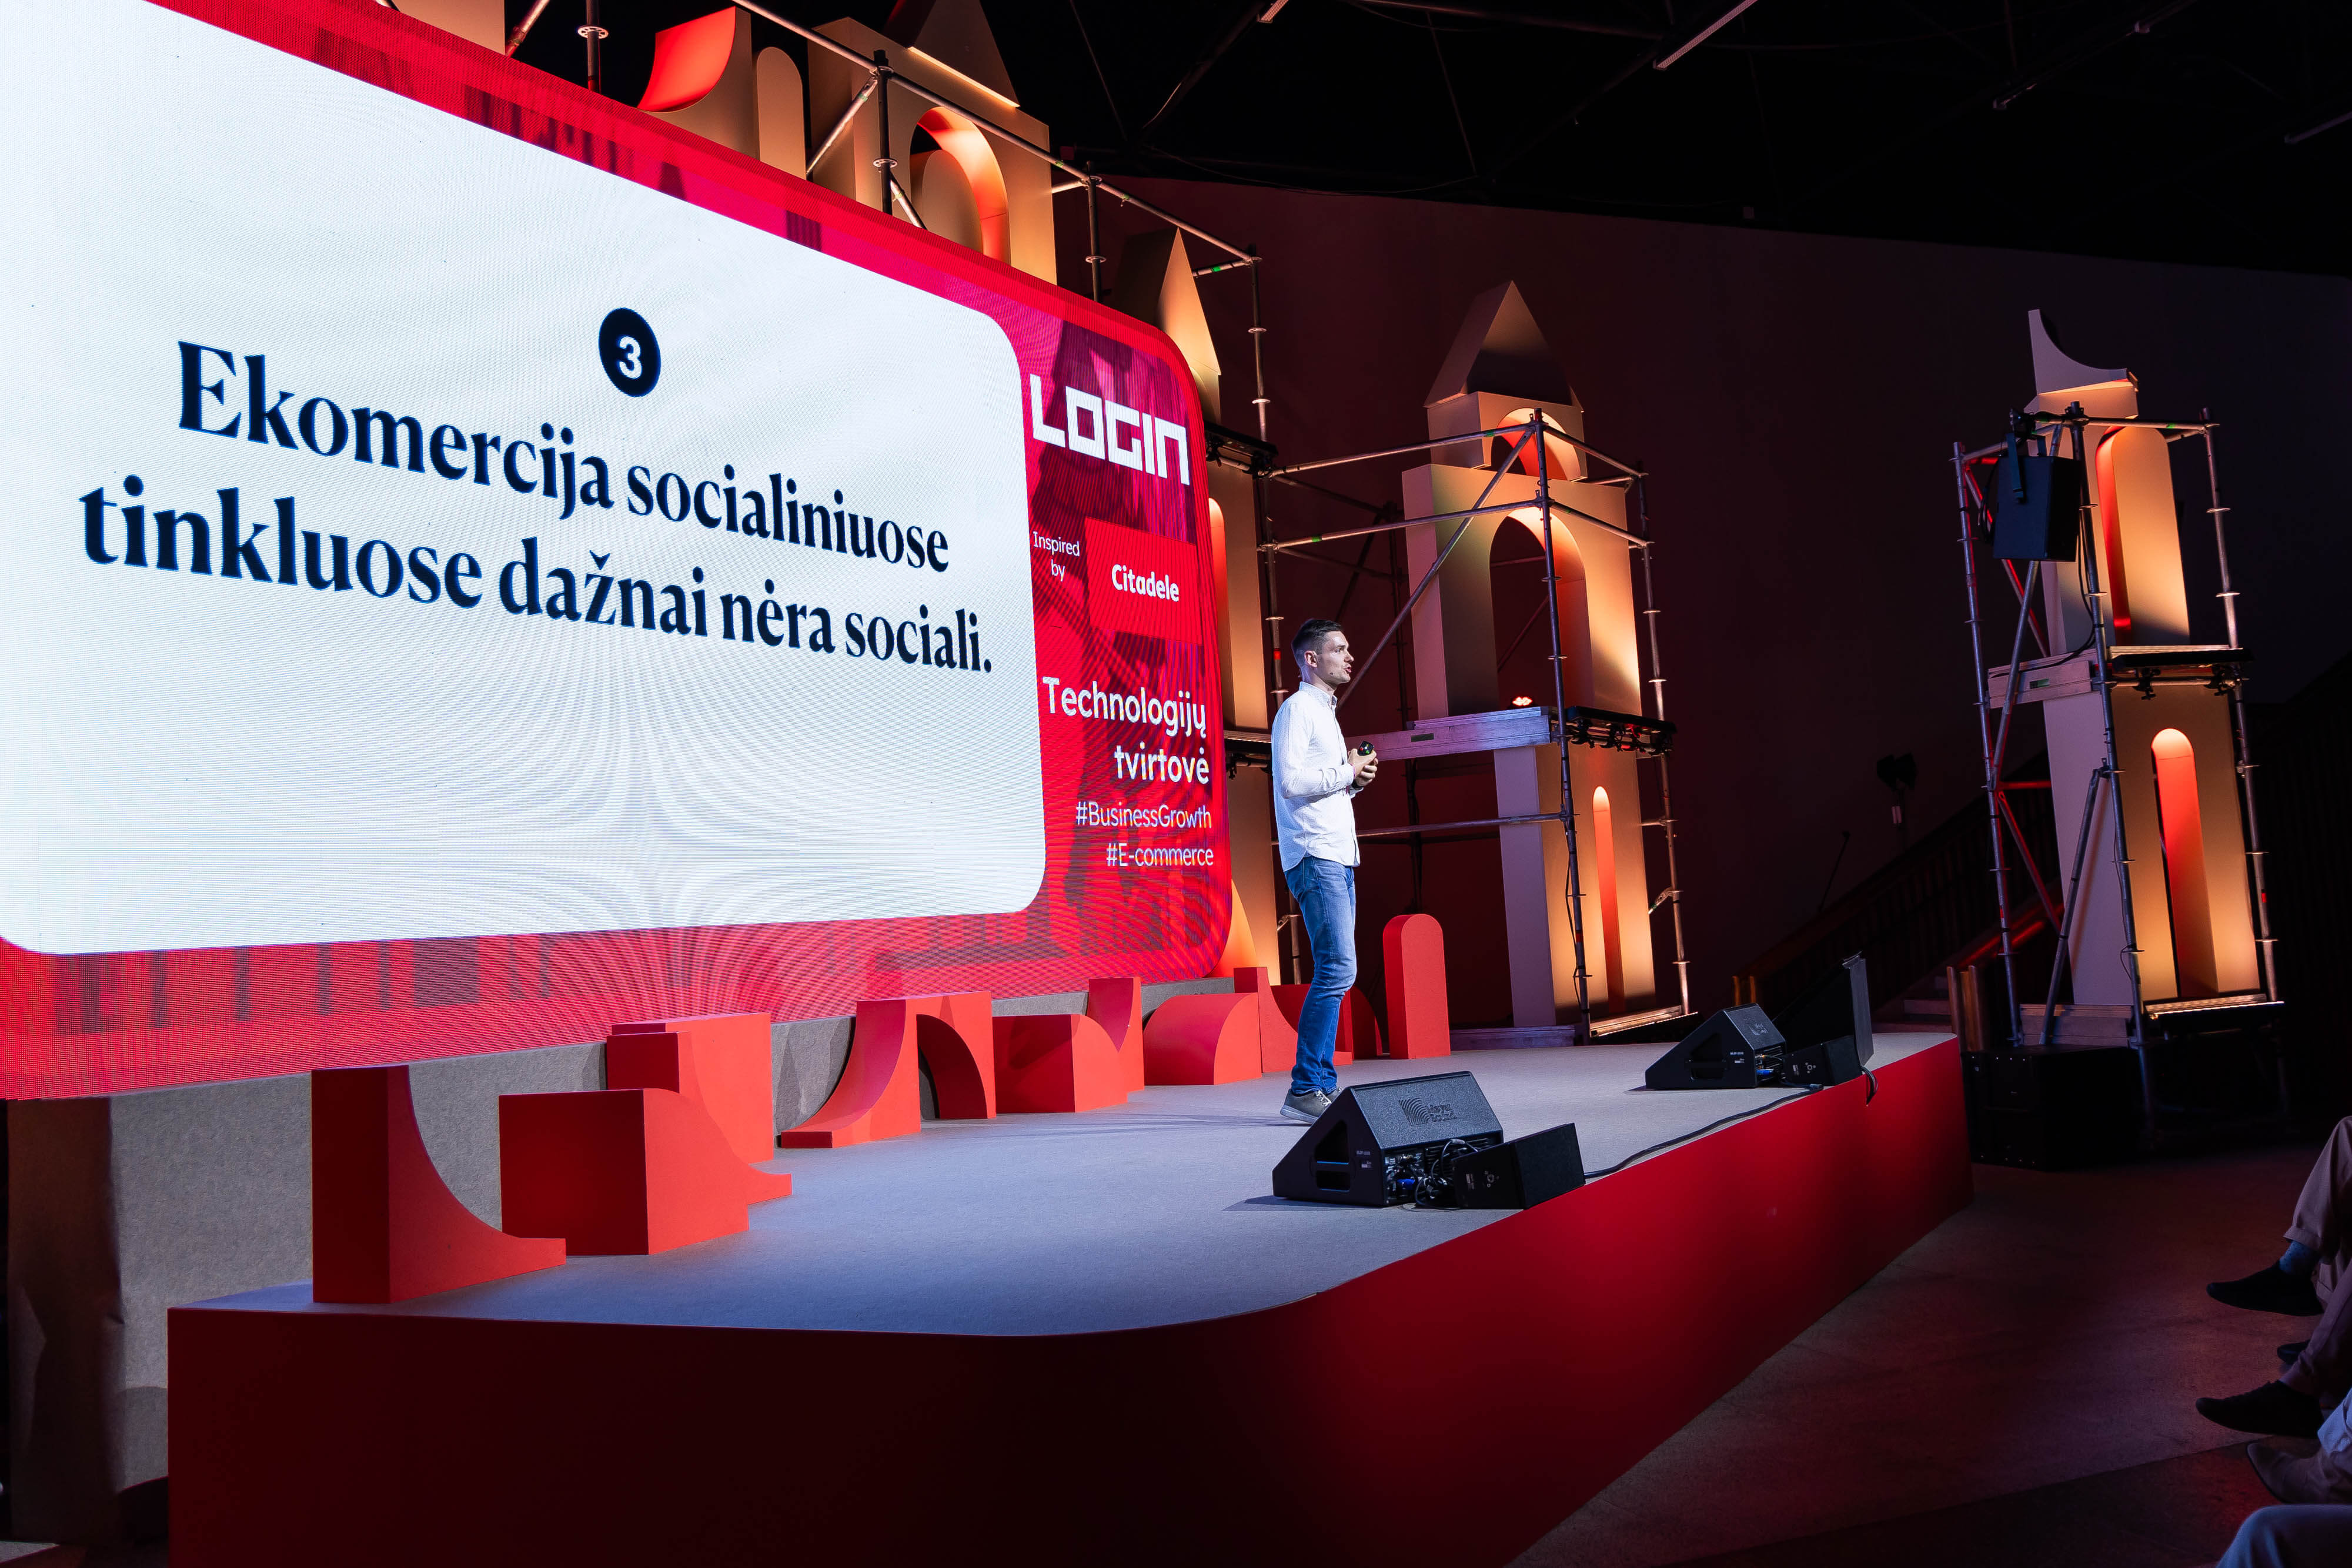 3
Ekomercija socialiniuose
tinkluose dažnai nėra sociali.
LOGIN
Inspired
by
Citadele
Technologijų
tvirtovė
#BusinessGrowth
#E-commerce